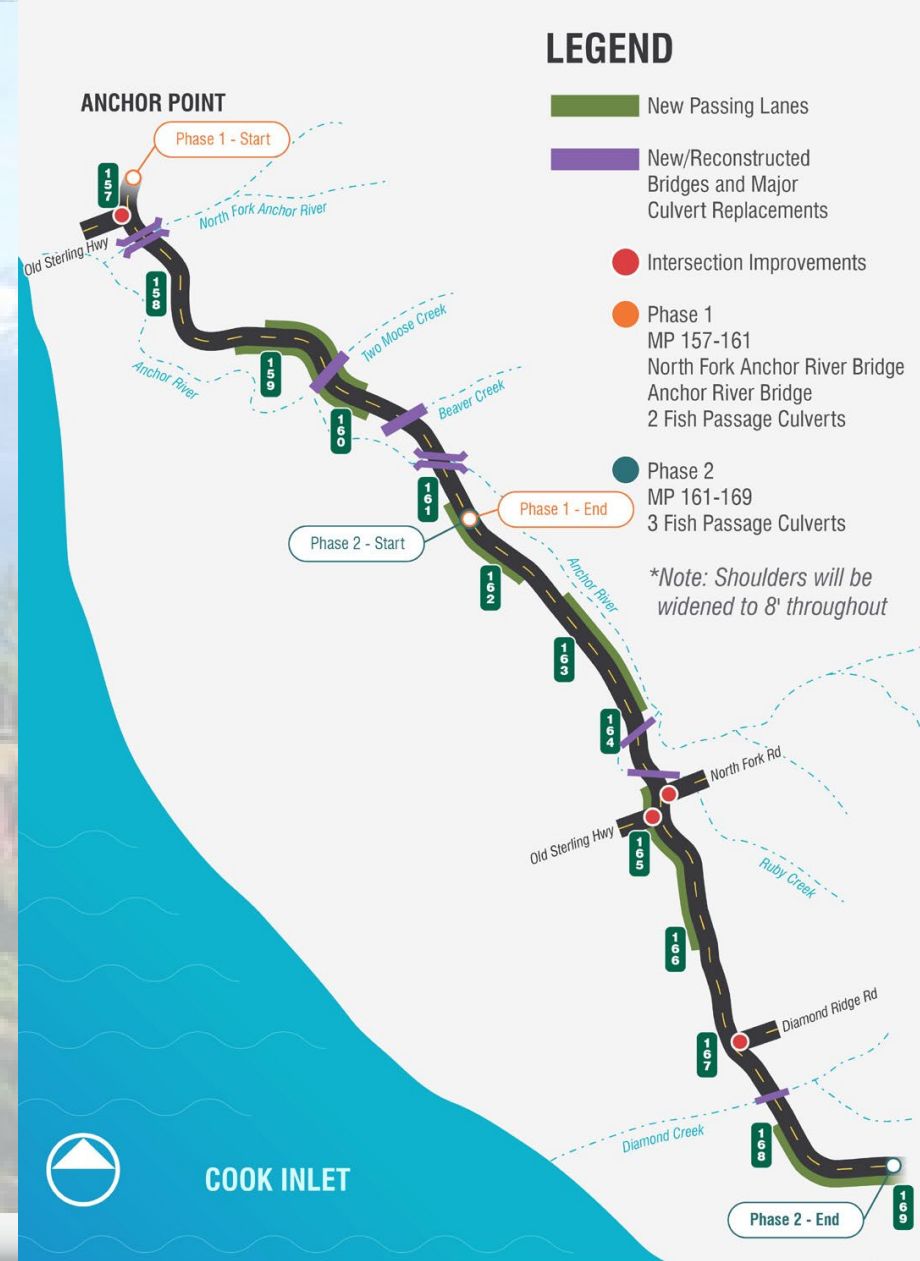 LEGEND
New Passing Lanes
New/Reconstructed
Bridges and Major
Culvert Replacements
Intersection Improvements
Phase 1
MP 157-161
North Fork Anchor River Bridge
Anchor River Bridge
2 Fish Passage Culverts
Phase 2
MP 161-169
3 Fish Passage Culverts
*Note: Shoulders will be
widened to 8' throughout
ANCHOR POINT
Phase 1 - Start
157
North Fork Anchor River
Old Sterling Hwy
158
Two Moose Creek
159
Anchor River
Beaver Creek
160
161
Phase 1 - End
Phase 2 - Start
Anchor River
162
163
164
North Fork Rd
Old Sterling Hwy
165
Ruby Creek
166
Diamond Ridge Rd
167
Diamond Creek
168
COOK INLET
169
Phase 2 - End